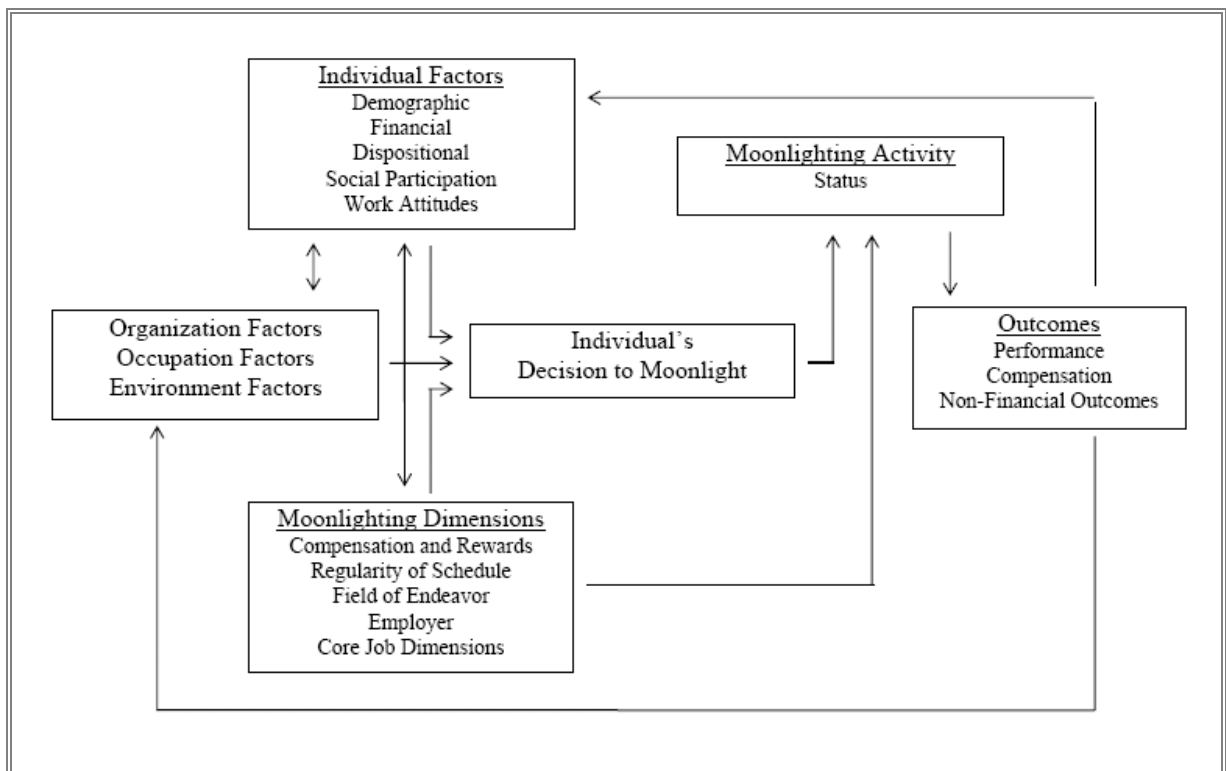 Individual Factors
Demographic
Financial
Dispositional
Social Participation
Work Attitudes
Moonlighting Activity
Status
Organization Factors
Occupation Factors
Environment Factors
Individual’s
Decision to Moonlight
Outcomes
Performance
Compensation
Non-Financial Outcomes
Moonlighting Dimensions
Compensation and Rewards
Regularity of Schedule
Field of Endeavor
Employer
Core Job Dimensions